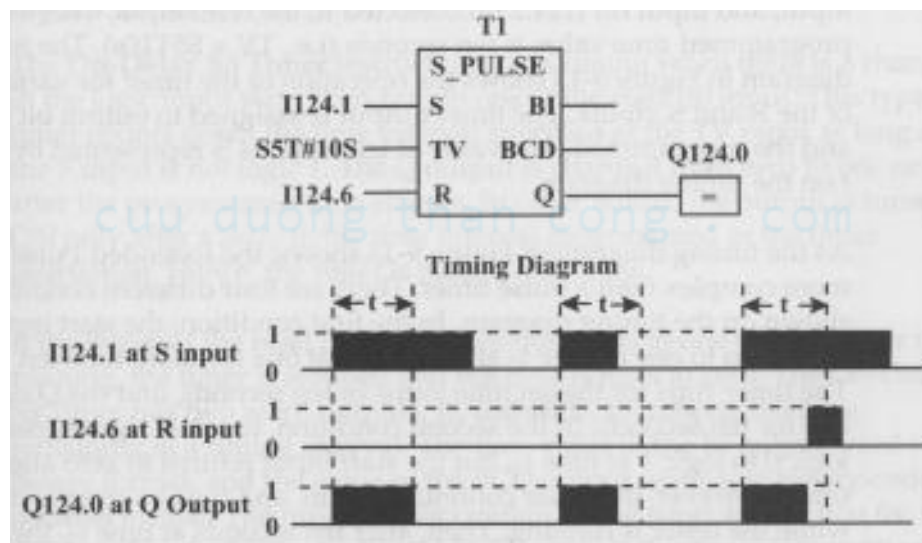 T1
S_PULSE
I124.1 S BI
S5T#10S TV BCD Q124.0
I124.6 R Q =
cuu duong than cong . com
Timing Diagram
t t t
1
I124.1 at S input
0
1
I124.6 at R input
0
1
Q124.0 at Q Output
0